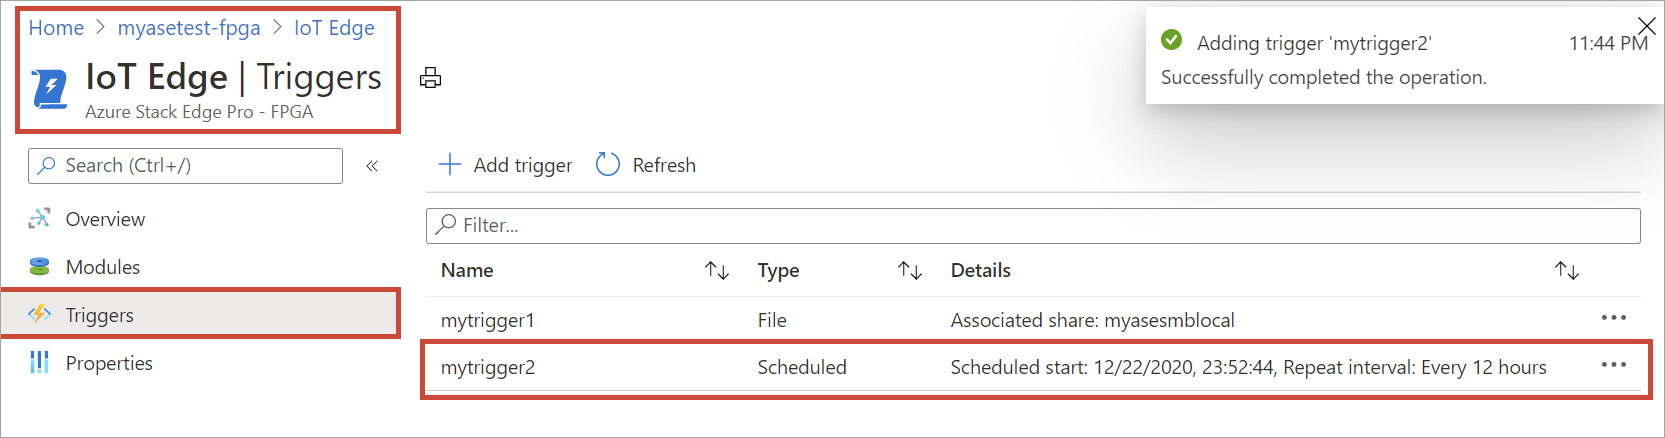 Home > myasetest-fpga > IoT Edge
IoT Edge | Triggers
Azure Stack Edge Pro - FPGA
Adding trigger 'mytrigger2' 11:44 PM
Successfully completed the operation.
Search (Ctrl+/) «
Add trigger Refresh
Overview
Filter...
Modules
Name Type Details
Triggers
mytrigger1 File Associated share: myasesmblocal ...
Properties
mytrigger2 Scheduled Scheduled start: 12/22/2020, 23:52:44, Repeat interval: Every 12 hours ...